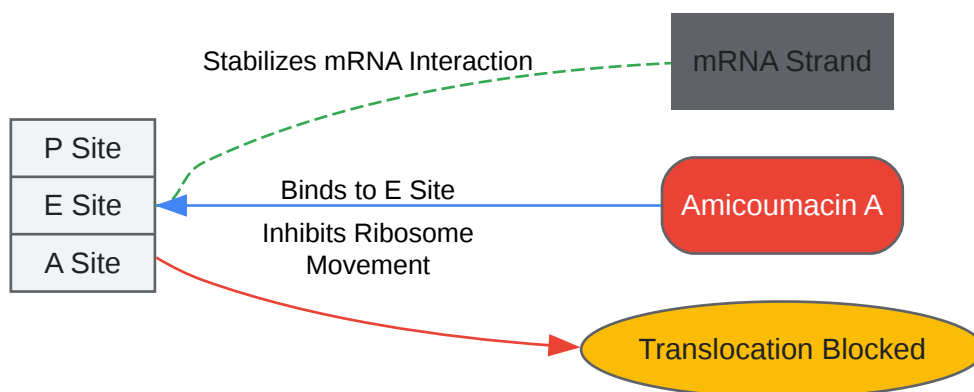 Stabilizes mRNA Interaction
mRNA Strand
P Site
E Site
A Site
Binds to E Site
Amicoumacin A
Inhibits Ribosome
Movement
Translocation Blocked